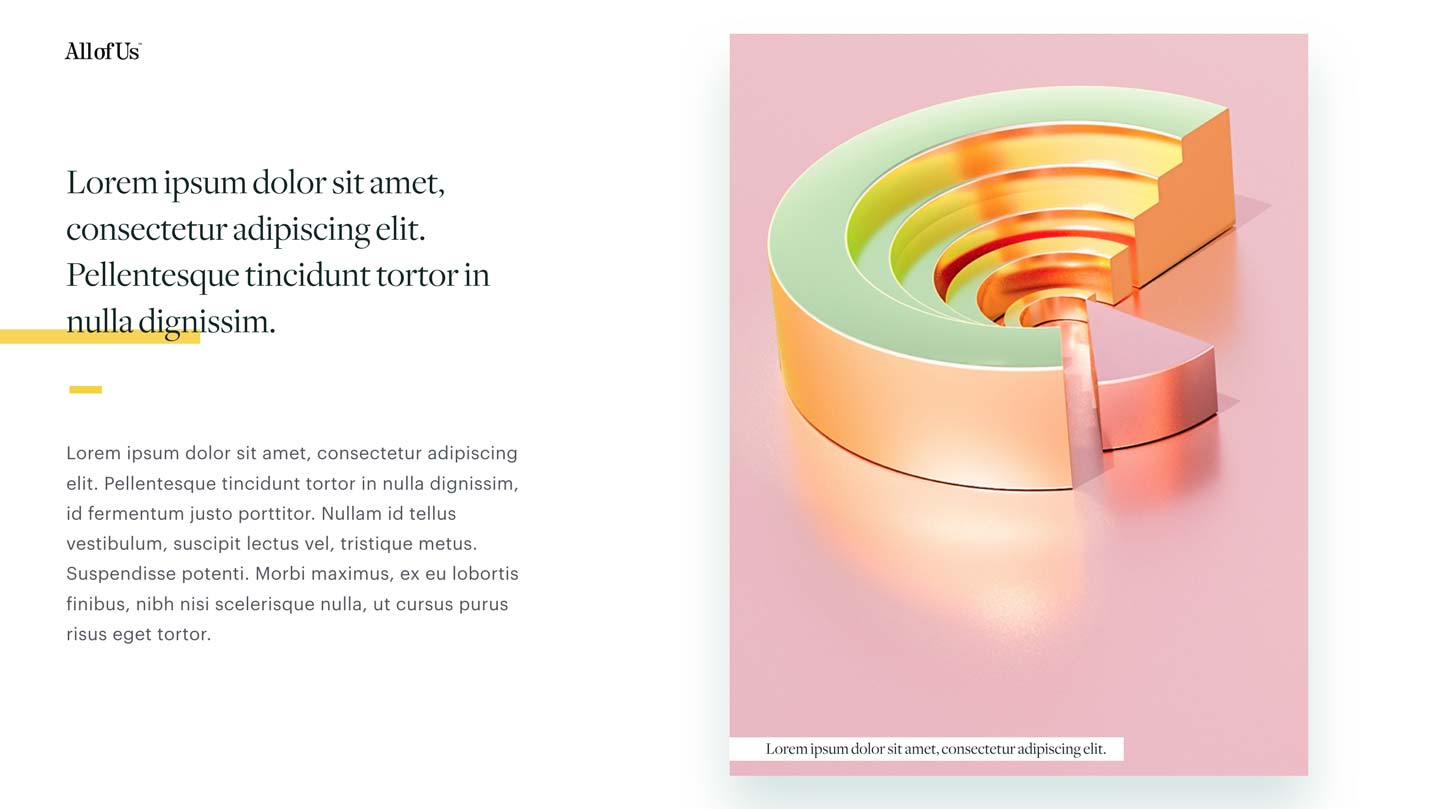 All of Us™
Lorem ipsum dolor sit amet,
consectetur adipiscing elit.
Pellentesque tincidunt tortor in
nulla dignissim.
Lorem ipsum dolor sit amet, consectetur adipiscing
elit. Pellentesque tincidunt tortor in nulla dignissim,
id fermentum justo porttitor. Nullam id tellus
vestibulum, suscipit lectus vel, tristique metus.
Suspendisse potenti. Morbi maximus, ex eu lobortis
finibus, nibh nisi scelerisque nulla, ut cursus purus
risus eget tortor.
Lorem ipsum dolor sit amet, consectetur adipiscing elit.